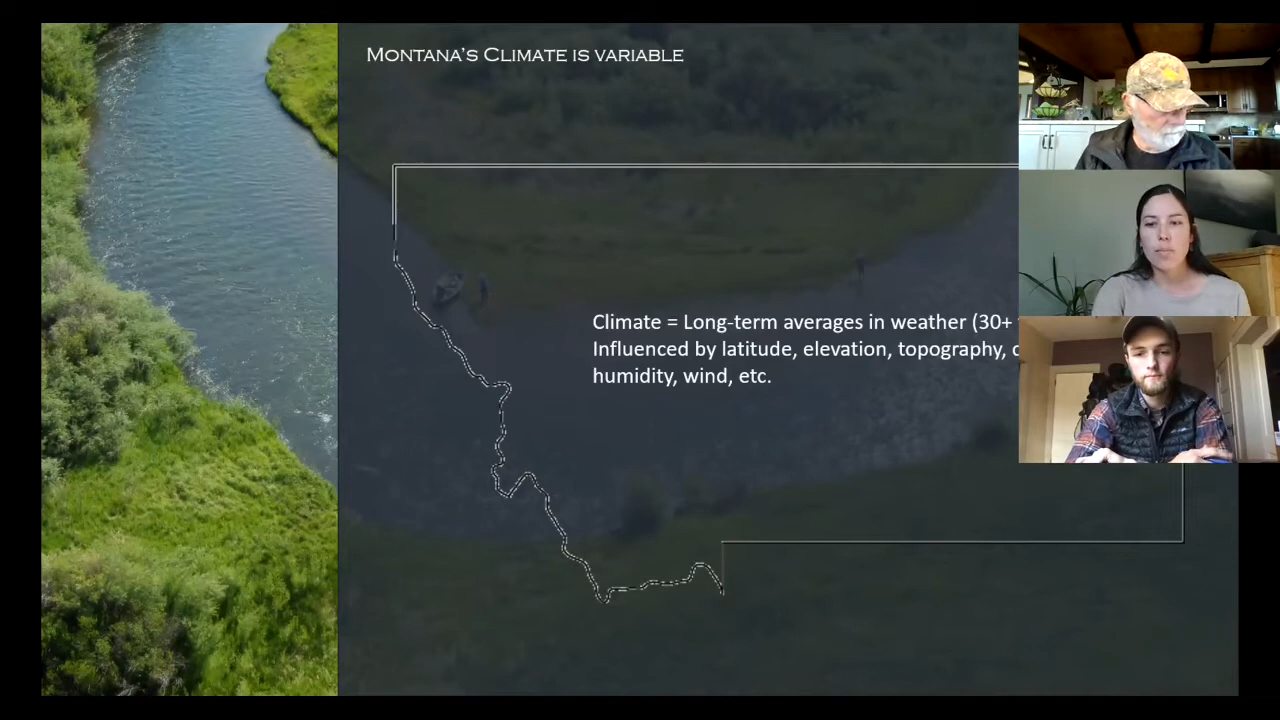 Montana's Climate is variable
Climate = Long-term averages in weather (30+
Influenced by latitude, elevation, topography,
humidity, wind, etc.